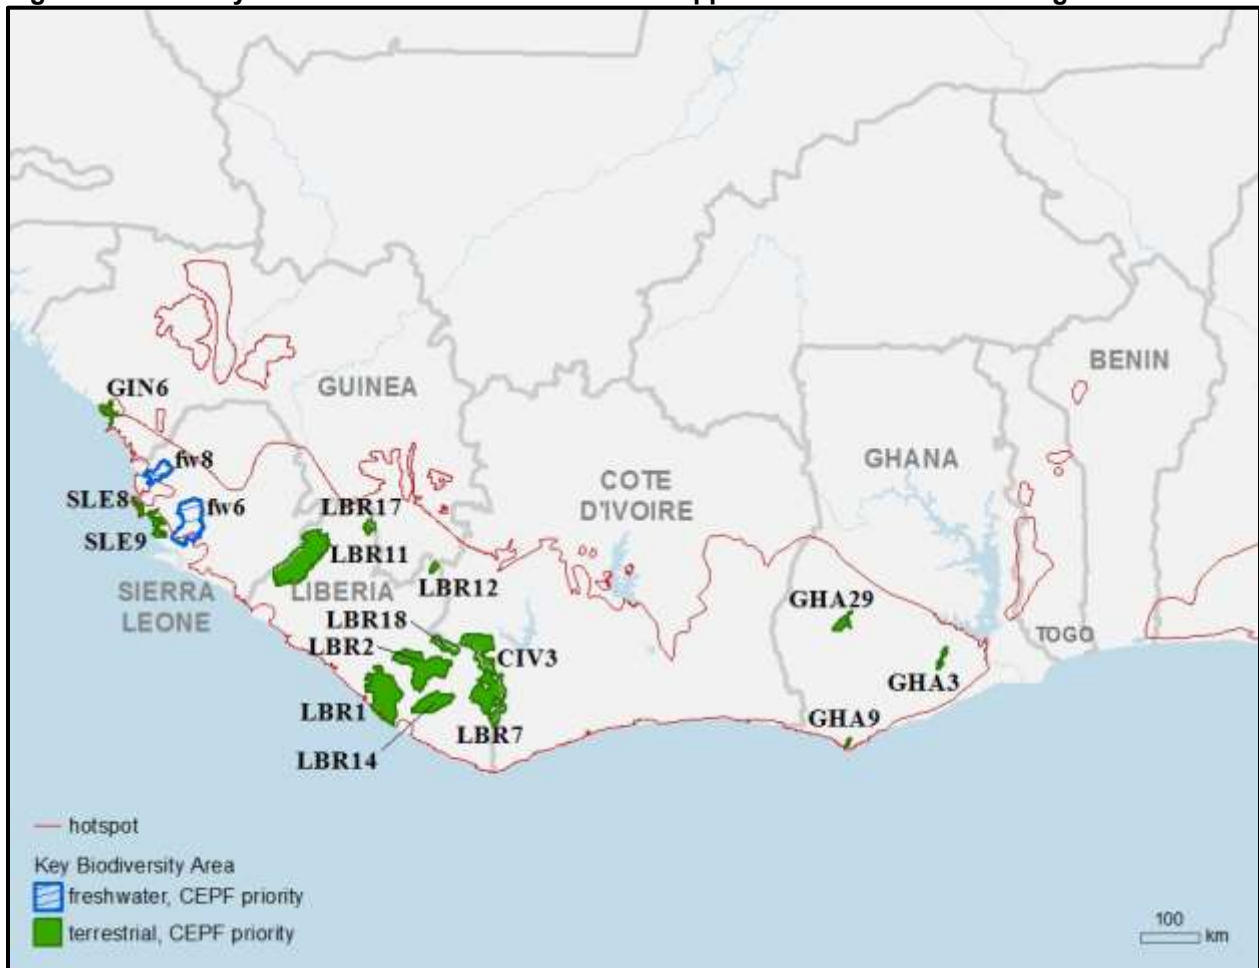 BENIN
GUINEA
GIN6
GHANA
fw8
COTE
D'IVOIRE
SLE8
fw6
LBR17
SLE9
LBR11
LBR12
SIERRA
LEONE
LIBERIA
GHA29
LBR18
TOGO
LBR2
CIV3
GHA3
LBR1
GHA9
LBR7
LBR14
hotspot
Key Biodiversity Area
freshwater, CEPF priority
terrestrial, CEPF priority
100
km